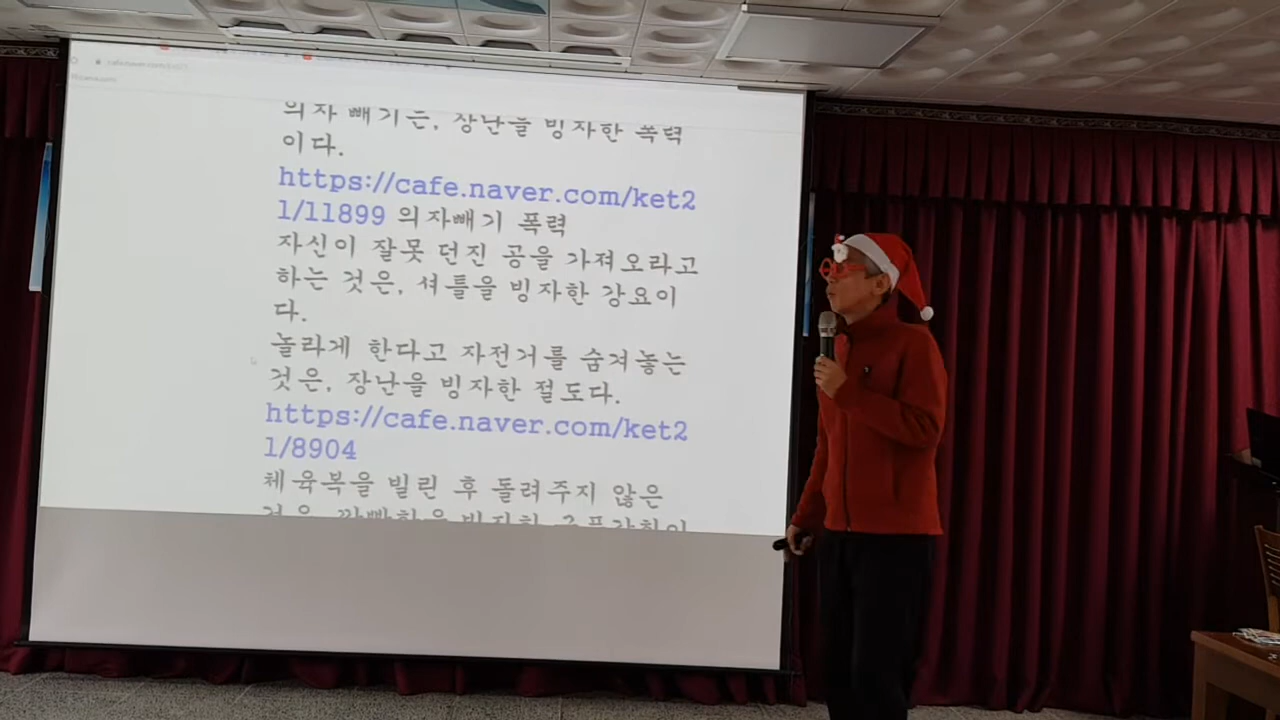 의자 빼기는, 장난을 빙자한 폭력
이다.
https://cafe.naver.com/ket2
1/11899 의자빼기 폭력
자신이 잘못 던진 공을 가져오라고
하는 것은, 셔틀을 빙자한 강요이
다.
놀라게 한다고 자전거를 숨겨놓는
것은, 장난을 빙자한 절도다.
https://cafe.naver.com/ket2
1/8904
체육복을 빌린 후 돌려주지 않은